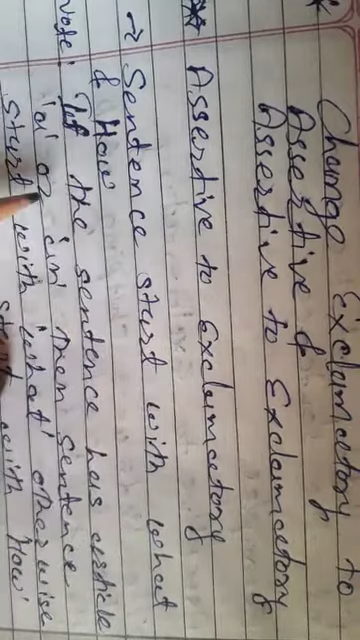 * Change Exclamatory to
Assertive &
Assertive to Exclamatory
** Assertive to Exclamatory
~ Sentence start with what
& How
Note: If the sentence has article
'a' or 'an' then sentence
start with 'what' otherwise
start with 'How'